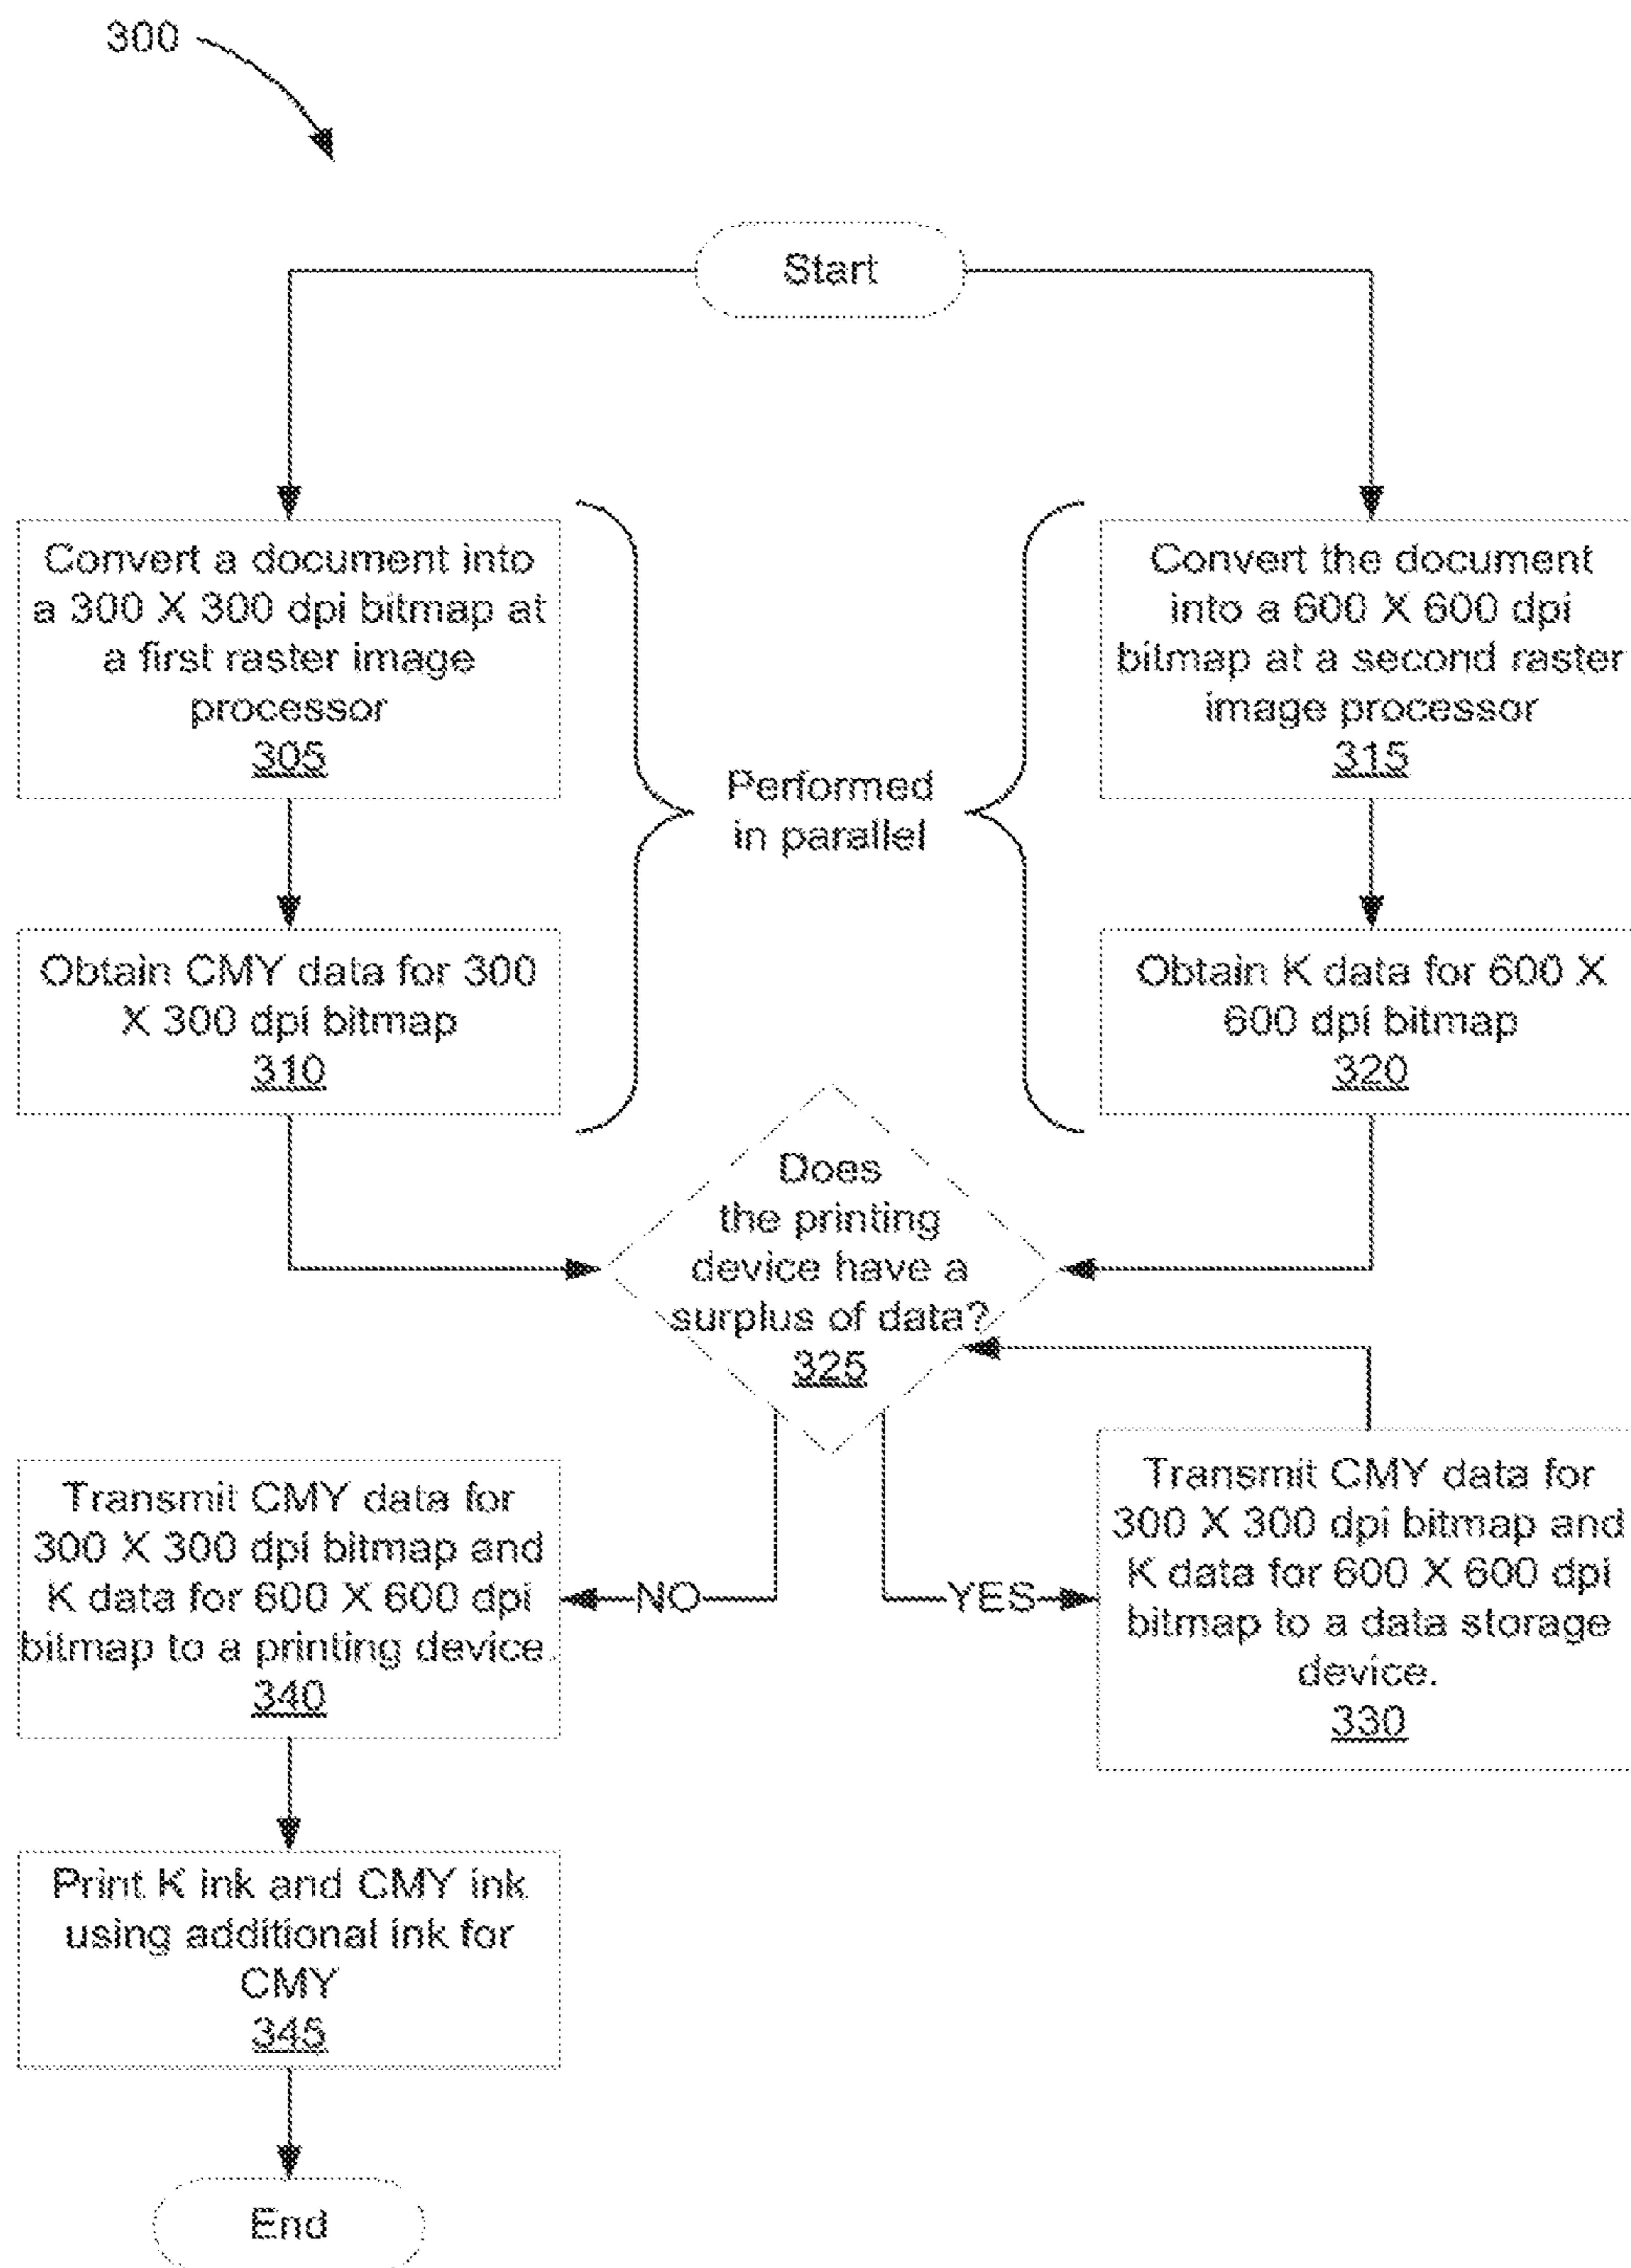 300
Start
Convert a document into
a 300 X 300 dpi bitmap at
a first raster image
processor
305
Convert the document
into a 600 X 600 dpi
bitmap at a second raster
image processor
315
Performed
in parallel
Obtain CMY data for 300
X 300 dpi bitmap
310
Obtain K data for 600 X
600 dpi bitmap
320
Does
the printing
device have a
surplus of data?
325
Transmit CMY data for
300 X 300 dpi bitmap and
K data for 600 X 600 dpi
bitmap to a printing device.
340
NO
YES
Transmit CMY data for
300 X 300 dpi bitmap and
K data for 600 X 600 dpi
bitmap to a data storage
device.
330
Print K ink and CMY ink
using additional ink for
CMY
345
End